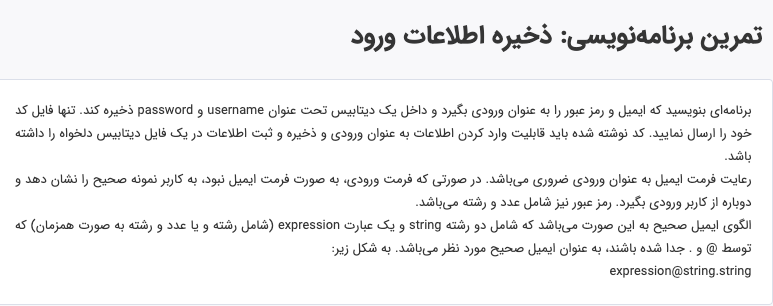 تمرین برنامه‌نویسی: ذخیره اطلاعات ورود
برنامه‌ای بنویسید که ایمیل و رمز عبور را به عنوان ورودی بگیرد و داخل یک دیتابیس تحت عنوان username و password ذخیره کند. تنها فایل کد
خود را ارسال نمایید. کد نوشته شده باید قابلیت وارد کردن اطلاعات به عنوان ورودی و ذخیره و ثبت اطلاعات در یک فایل دیتابیس دلخواه را داشته
باشد.
رعایت فرمت ایمیل به عنوان ورودی ضروری می‌باشد. در صورتی که فرمت ورودی، به صورت فرمت ایمیل نبود، به کاربر نمونه صحیح را نشان دهد و
دوباره از کاربر ورودی بگیرد. رمز عبور نیز شامل عدد و رشته می‌باشد.
الگوی ایمیل صحیح به این صورت می‌باشد که شامل دو رشته string و یک عبارت expression (شامل رشته و یا عدد و رشته به صورت همزمان) که
توسط @ و . جدا شده باشند، به عنوان ایمیل صحیح مورد نظر می‌باشد. به شکل زیر:
expression@string.string